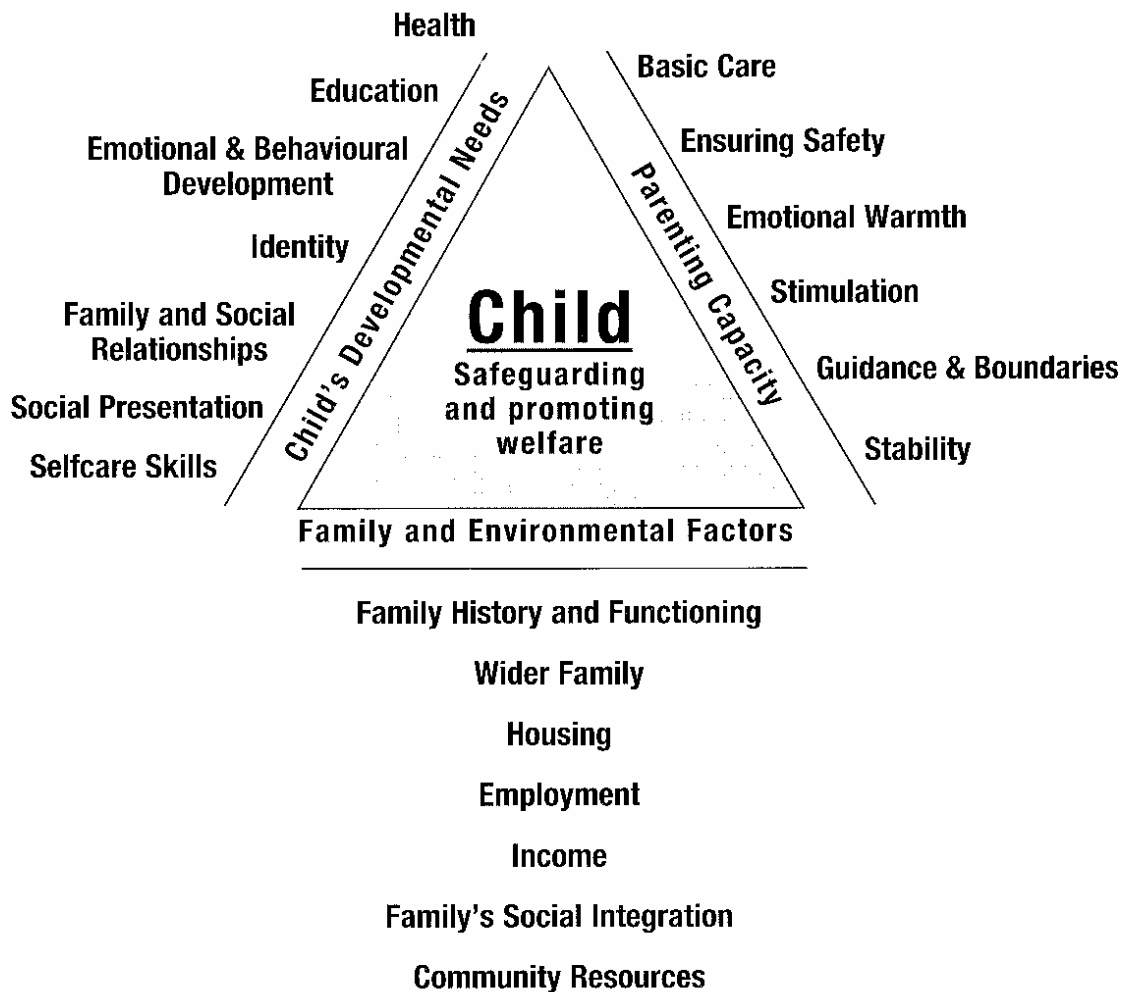 Health
Education
Emotional & Behavioural
Development
Identity
Family and Social
Relationships
Social Presentation
Selfcare Skills
Child's Developmental Needs
Child
Safeguarding
and promoting
welfare
Parenting Capacity
Basic Care
Ensuring Safety
Emotional Warmth
Stimulation
Guidance & Boundaries
Stability
Family and Environmental Factors
Family History and Functioning
Wider Family
Housing
Employment
Income
Family's Social Integration
Community Resources